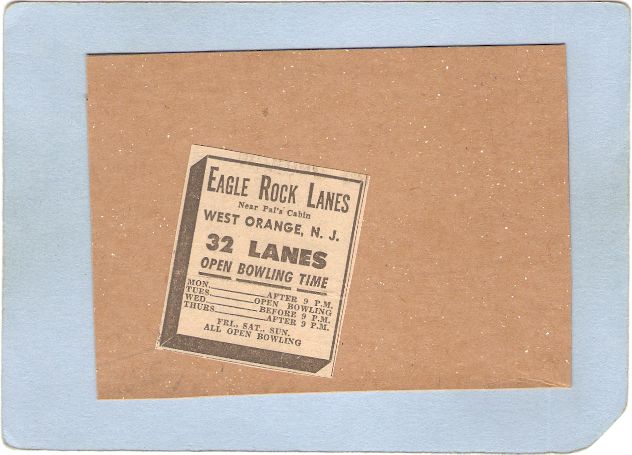 EAGLE ROCK LANES
Near Pal's Cabin
WEST ORANGE, N. J.
32 LANES
OPEN BOWLING TIME
MON. AFTER 9 P.M.
TUES OPEN BOWLING
WED. BEFORE 9 P.M.
THURS. AFTER 9 P.M.
FRI., SAT., SUN.
ALL OPEN BOWLING